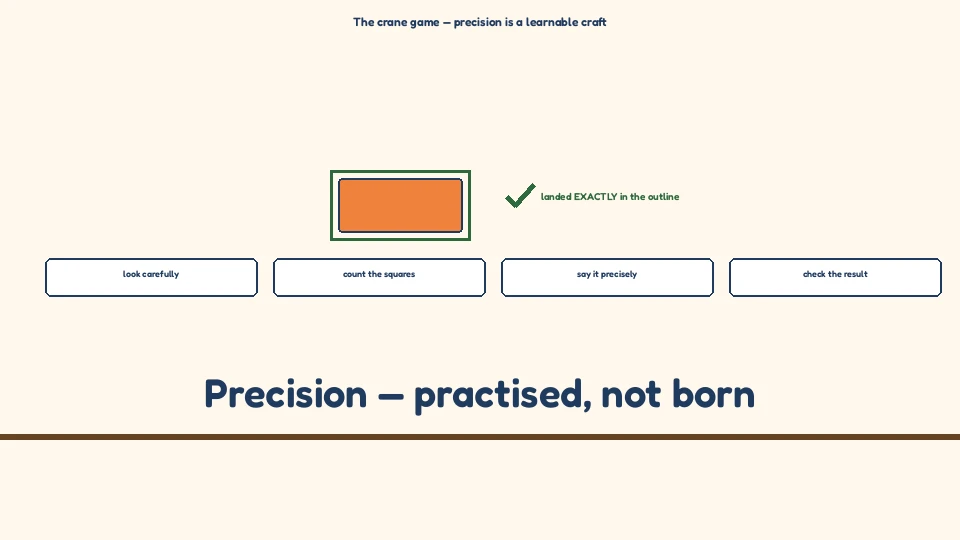 The crane game — precision is a learnable craft
landed EXACTLY in the outline
look carefully
count the squares
say it precisely
check the result
Precision — practised, not born